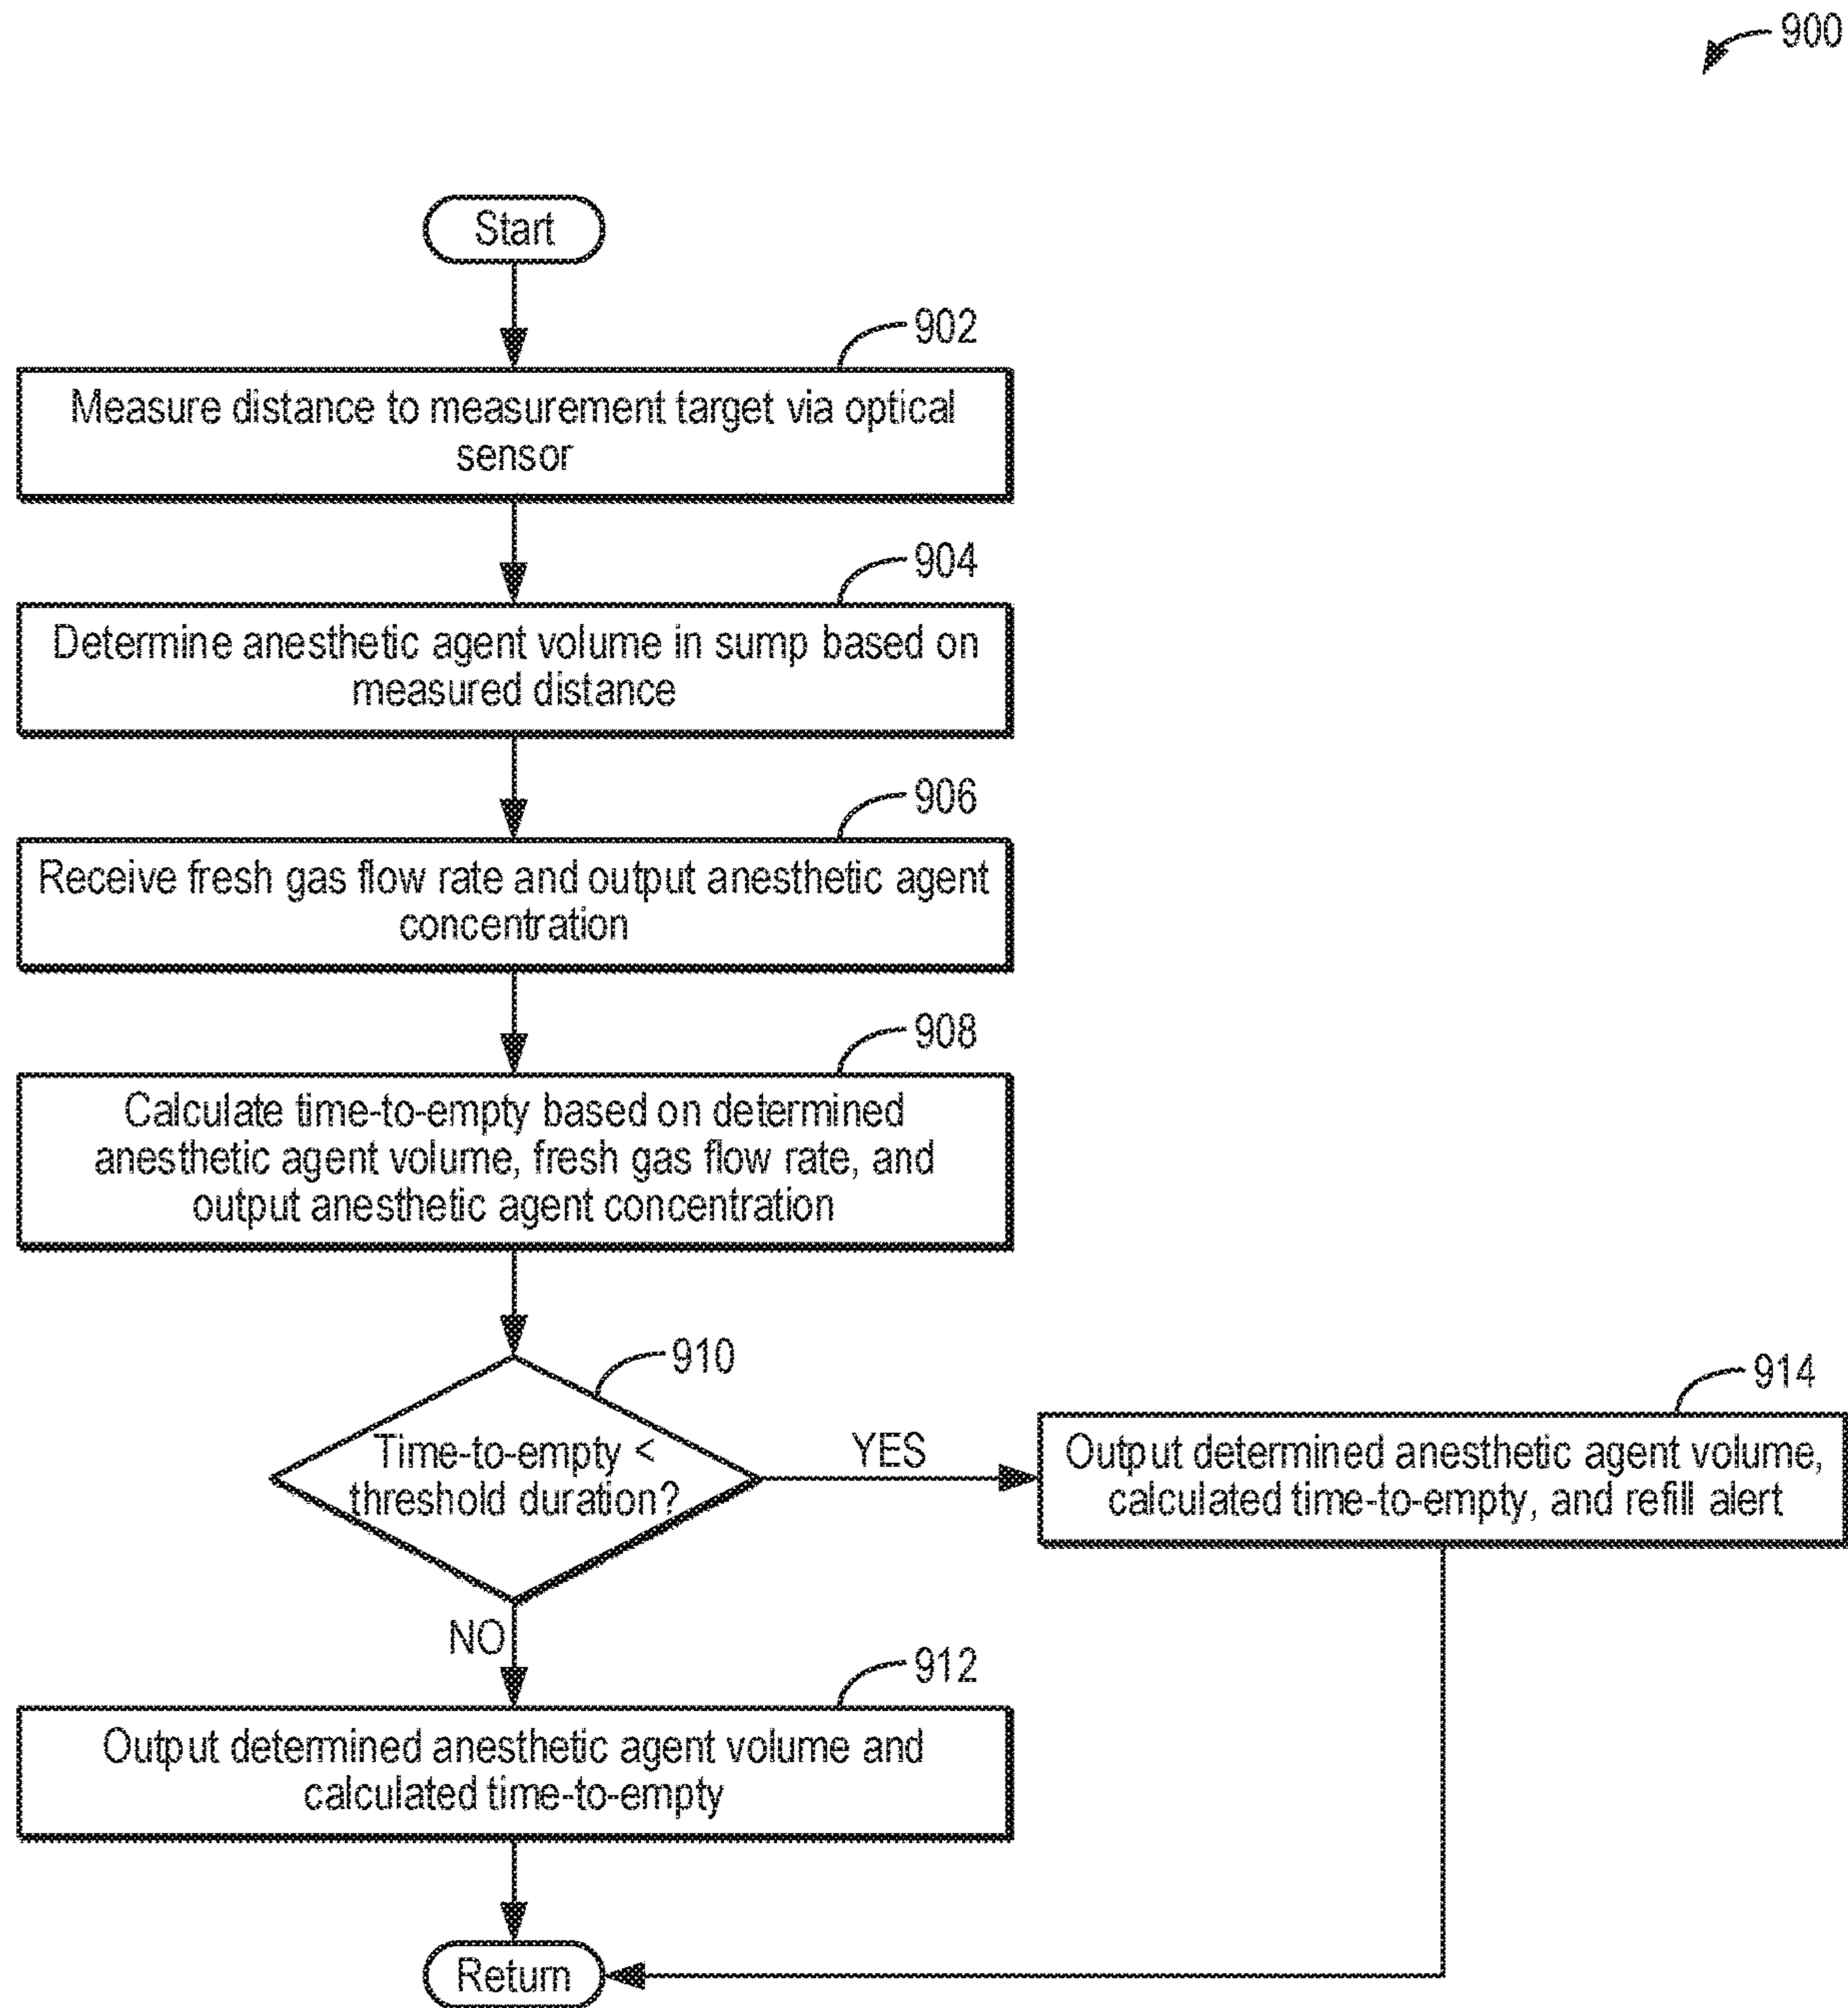 900
Start
902
Measure distance to measurement target via optical
sensor
904
Determine anesthetic agent volume in sump based on
measured distance
906
Receive fresh gas flow rate and output anesthetic agent
concentration
908
Calculate time-to-empty based on determined
anesthetic agent volume, fresh gas flow rate, and
output anesthetic agent concentration
910
Time-to-empty <
threshold duration?
YES
914
Output determined anesthetic agent volume,
calculated time-to-empty, and refill alert
NO
912
Output determined anesthetic agent volume and
calculated time-to-empty
Return